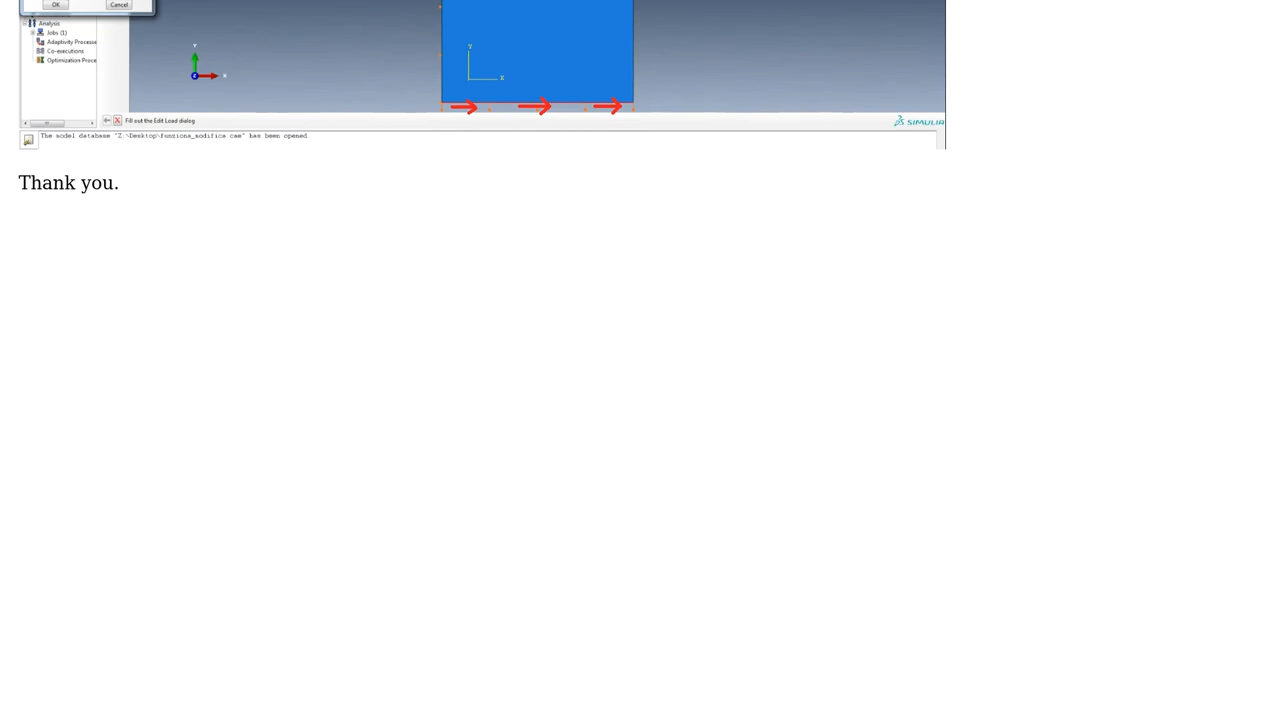 OK Cancel
Analysis
Jobs (1)
Adaptivity Processe
Co-executions
Optimization Proce
Y
X
Z
Y
X
Fill out the Edit Load dialog
SIMULIA
The model database "Z:\Desktop\funziona_modifica.cae" has been opened.
Thank you.